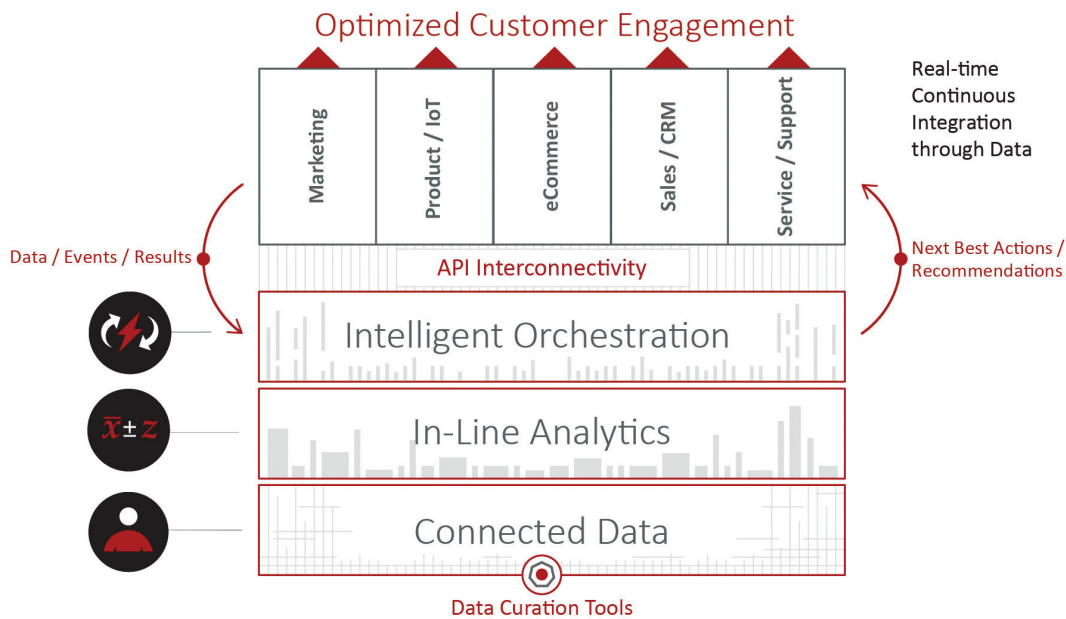 Optimized Customer Engagement
Marketing
Product / IoT
eCommerce
Sales / CRM
Service / Support
Real-time
Continuous
Integration
through Data
Data / Events / Results
API Interconnectivity
Next Best Actions /
Recommendations
Intelligent Orchestration
x̅ ± z
In-Line Analytics
Connected Data
Data Curation Tools